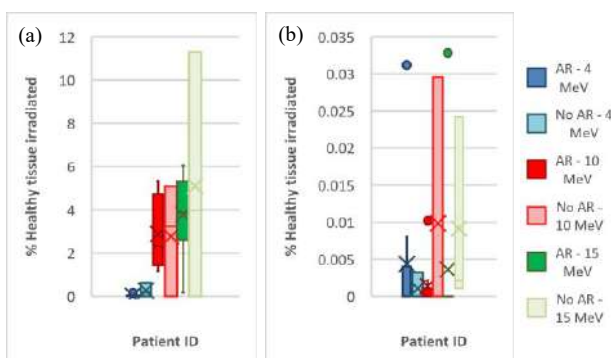 (a)
% Healthy tissue irradiated
12
10
8
6
4
2
0
Patient ID
(b)
% Healthy tissue irradiated
0.035
0.03
0.025
0.02
0.015
0.01
0.005
0
Patient ID
AR - 4
MeV
No AR - 4
MeV
AR - 10
MeV
No AR -
10 MeV
AR - 15
MeV
No AR -
15 MeV